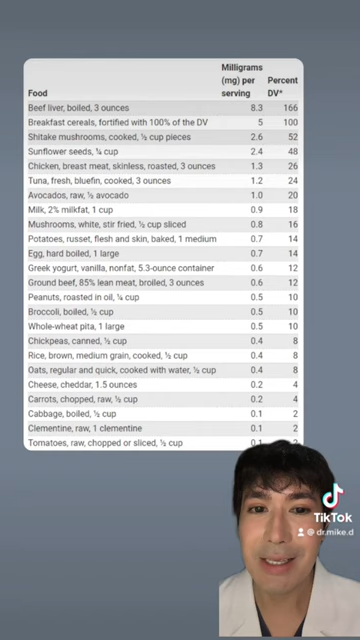 Food Milligrams (mg) per serving Percent DV*
Beef liver, boiled, 3 ounces 8.3 166
Breakfast cereals, fortified with 100% of the DV 5 100
Shitake mushrooms, cooked, ½ cup pieces 2.6 52
Sunflower seeds, ¼ cup 2.4 48
Chicken, breast meat, skinless, roasted, 3 ounces 1.3 26
Tuna, fresh, bluefin, cooked, 3 ounces 1.2 24
Avocados, raw, ½ avocado 1.0 20
Milk, 2% milkfat, 1 cup 0.9 18
Mushrooms, white, stir fried, ½ cup sliced 0.8 16
Potatoes, russet, flesh and skin, baked, 1 medium 0.7 14
Egg, hard boiled, 1 large 0.7 14
Greek yogurt, vanilla, nonfat, 5.3-ounce container 0.6 12
Ground beef, 85% lean meat, broiled, 3 ounces 0.6 12
Peanuts, roasted in oil, ¼ cup 0.5 10
Broccoli, boiled, ½ cup 0.5 10
Whole-wheat pita, 1 large 0.5 10
Chickpeas, canned, ½ cup 0.4 8
Rice, brown, medium grain, cooked, ½ cup 0.4 8
Oats, regular and quick, cooked with water, ½ cup 0.4 8
Cheese, cheddar, 1.5 ounces 0.2 4
Carrots, chopped, raw, ½ cup 0.2 4
Cabbage, boiled, ½ cup 0.1 2
Clementine, raw, 1 clementine 0.1 2
Tomatoes, raw, chopped or sliced, ½ cup 0.1 2
TikTok
@ dr.mike.d